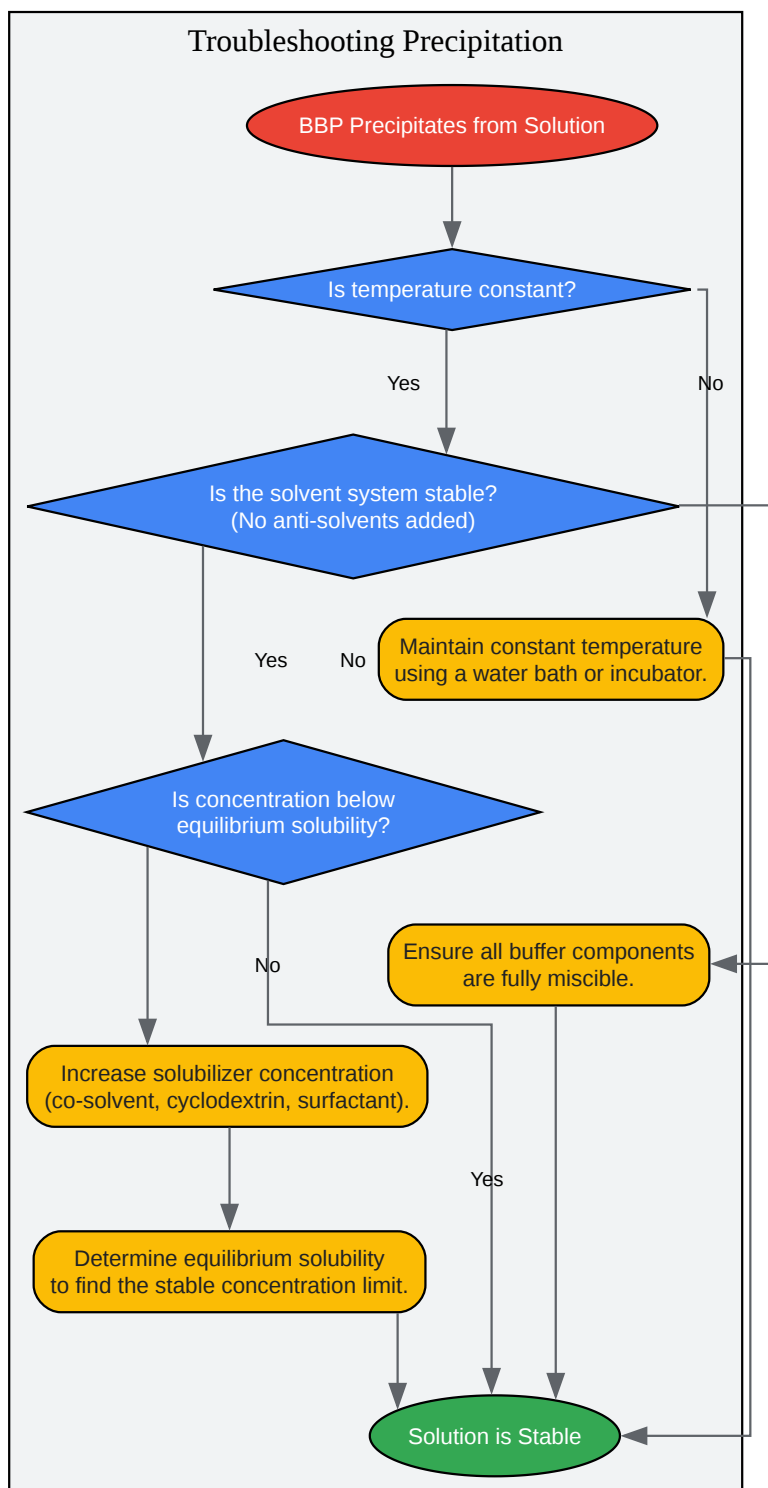 Troubleshooting Precipitation
BBP Precipitates from Solution
Is temperature constant?
Yes
No
Is the solvent system stable?
(No anti-solvents added)
Yes
No
Maintain constant temperature
using a water bath or incubator.
Is concentration below
equilibrium solubility?
No
Ensure all buffer components
are fully miscible.
Increase solubilizer concentration
(co-solvent, cyclodextrin, surfactant).
Yes
Determine equilibrium solubility
to find the stable concentration limit.
Solution is Stable